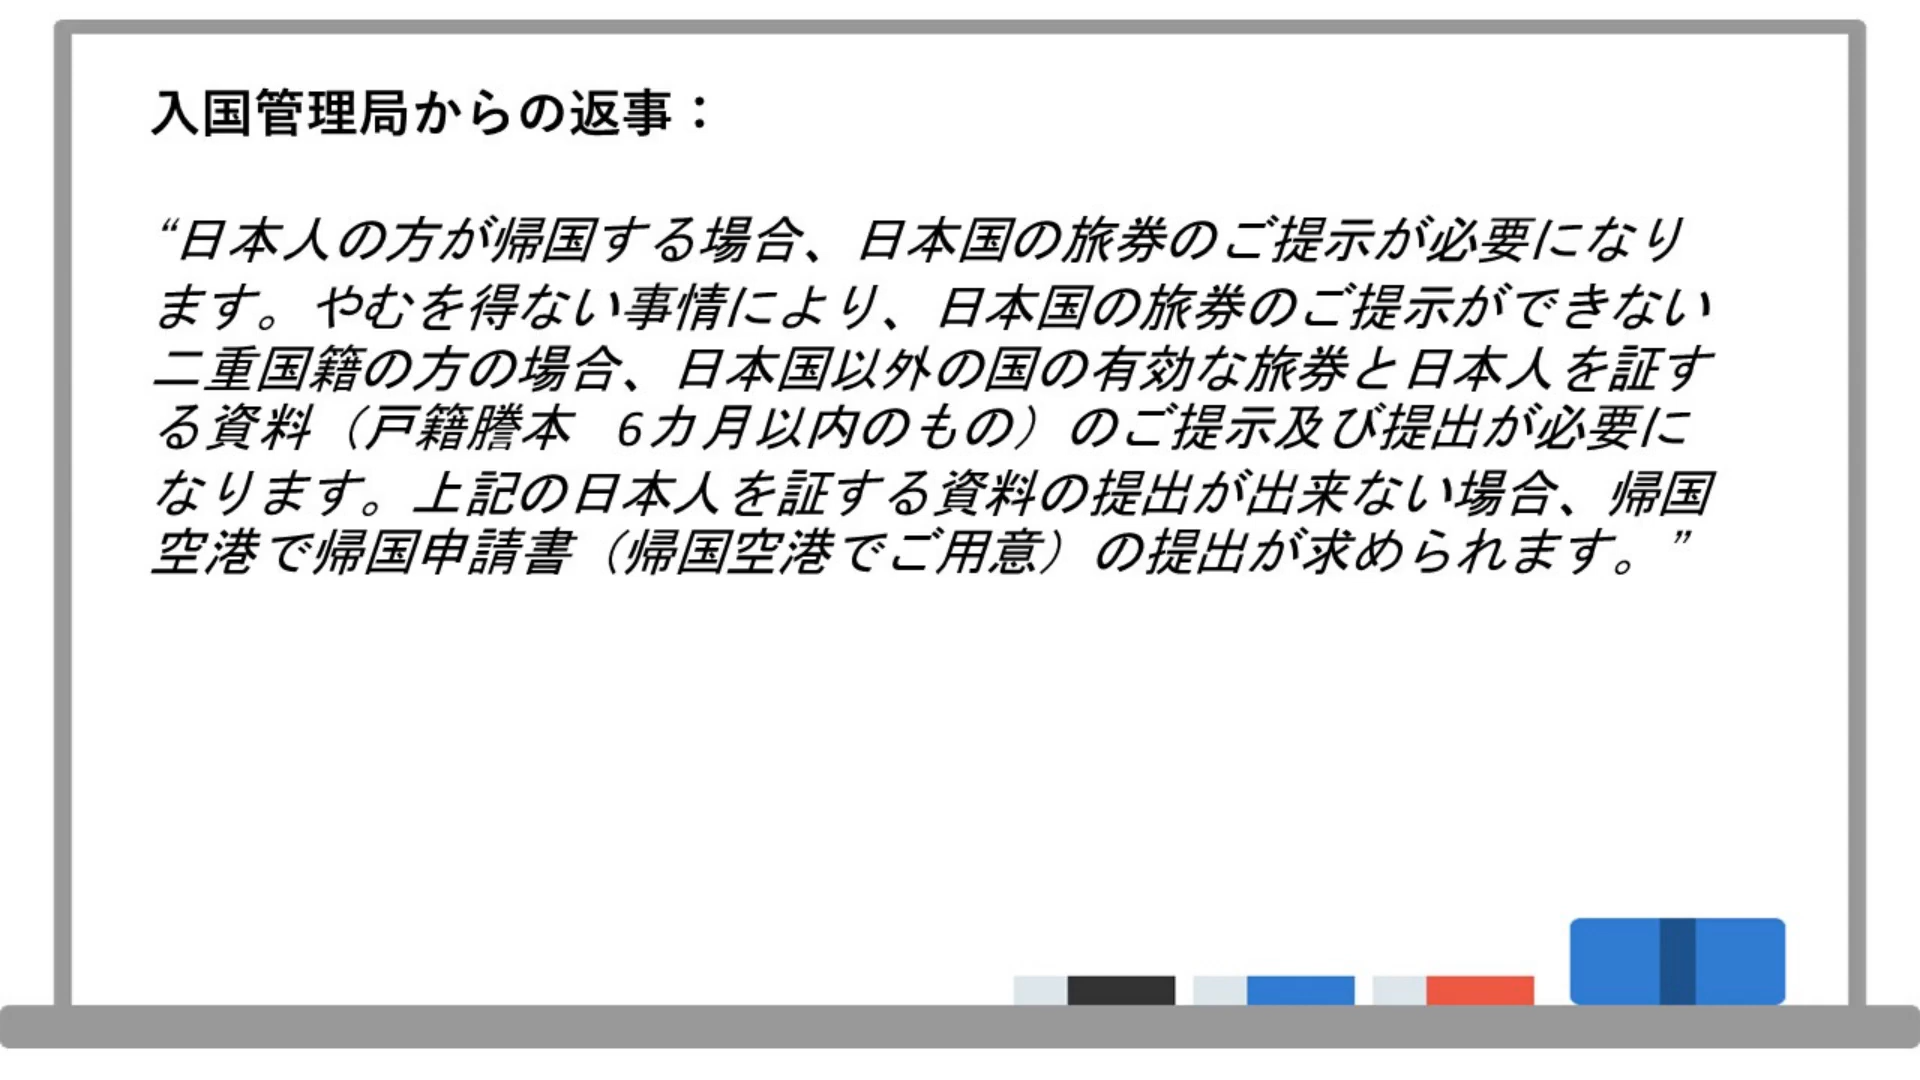 入国管理局からの返事：
“日本人の方が帰国する場合、日本国の旅券のご提示が必要になり
ます。やむを得ない事情により、日本国の旅券のご提示ができない
二重国籍の方の場合、日本国以外の国の有効な旅券と日本人を証す
る資料（戸籍謄本　6カ月以内のもの）のご提示及び提出が必要に
なります。上記の日本人を証する資料の提出が出来ない場合、帰国
空港で帰国申請書（帰国空港でご用意）の提出が求められます。”